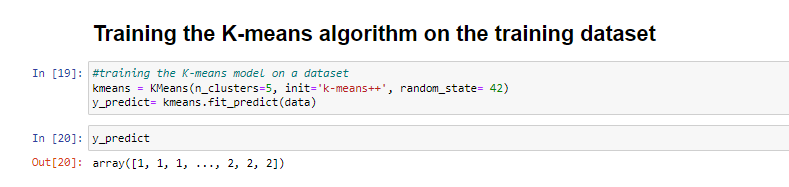 Training the K-means algorithm on the training dataset
In [19]: #training the K-means model on a dataset
kmeans = KMeans(n_clusters=5, init='k-means++', random_state= 42)
y_predict= kmeans.fit_predict(data)
In [20]: y_predict
Out[20]: array([1, 1, 1, ..., 2, 2, 2])